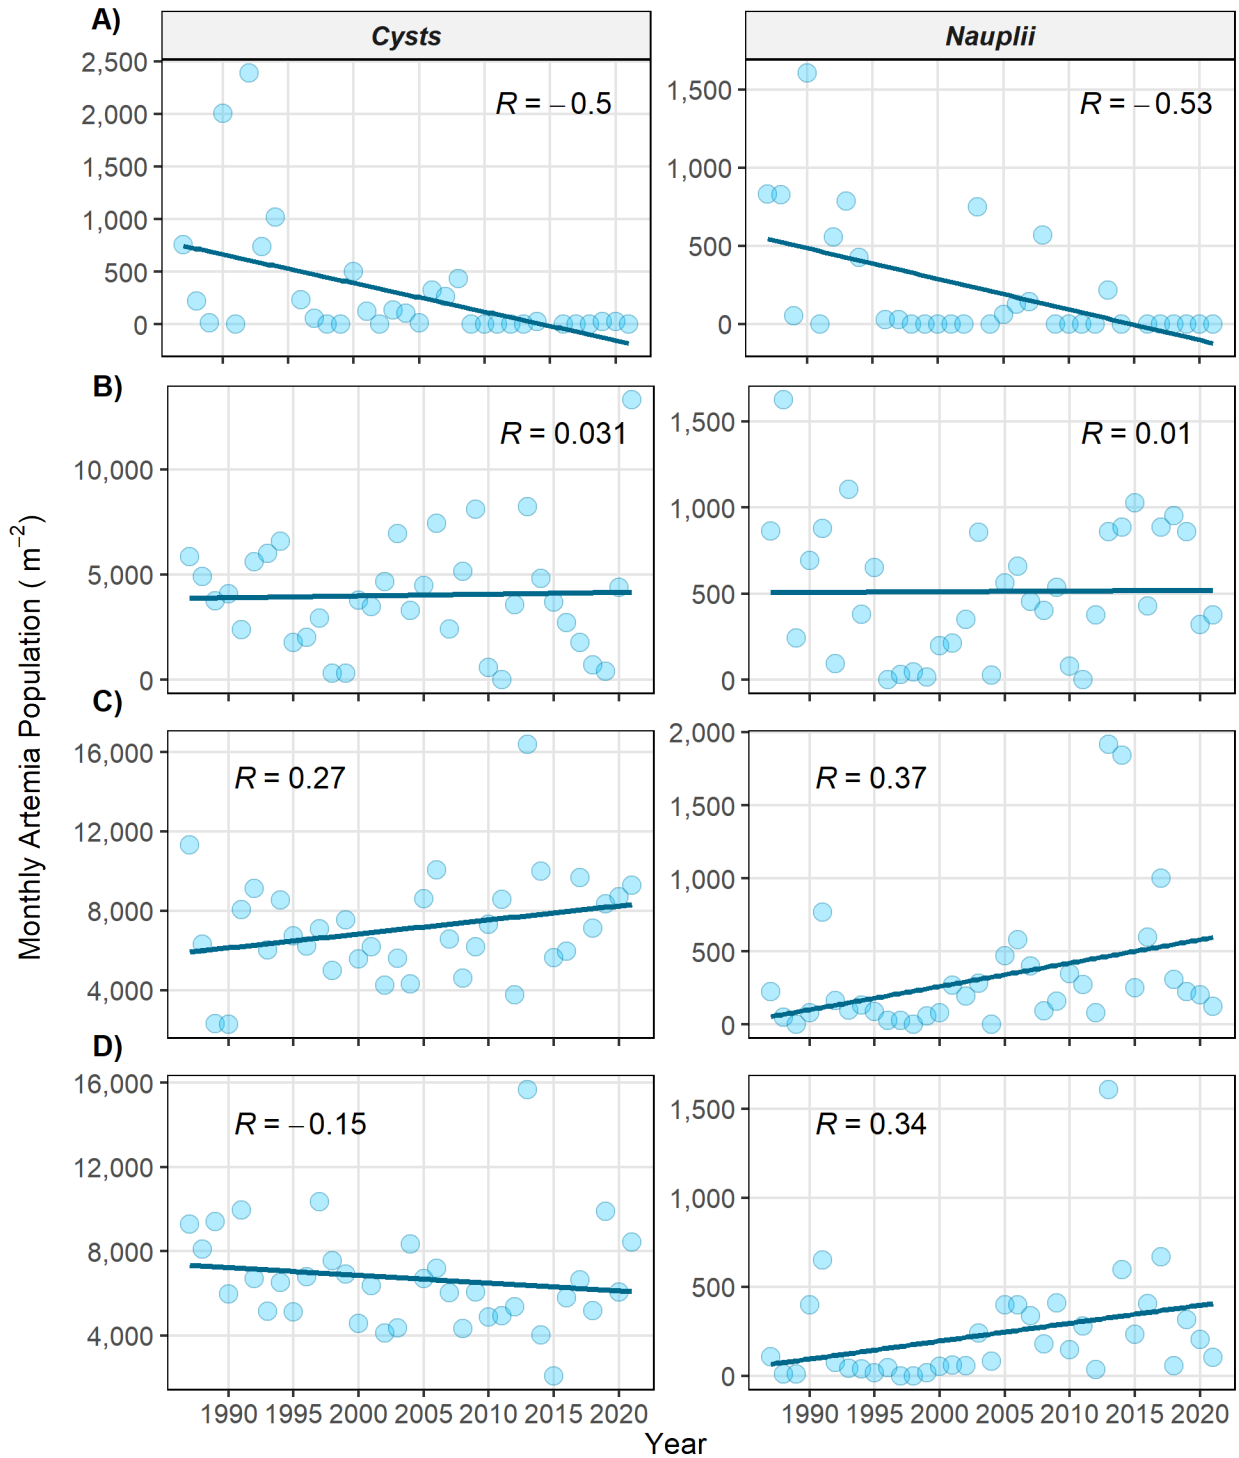 A)
Cysts
Nauplii
2,500
2,000
1,500
1,000
500
0
R = −0.5
1,500
1,000
500
0
R = −0.53
B)
10,000
5,000
0
R = 0.031
1,500
1,000
500
0
R = 0.01
C)
16,000
12,000
8,000
4,000
R = 0.27
2,000
1,500
1,000
500
0
R = 0.37
D)
16,000
12,000
8,000
4,000
R = −0.15
1,500
1,000
500
0
R = 0.34
1990 1995 2000 2005 2010 2015 2020
1990 1995 2000 2005 2010 2015 2020
Year
Monthly Artemia Population ( m⁻²)